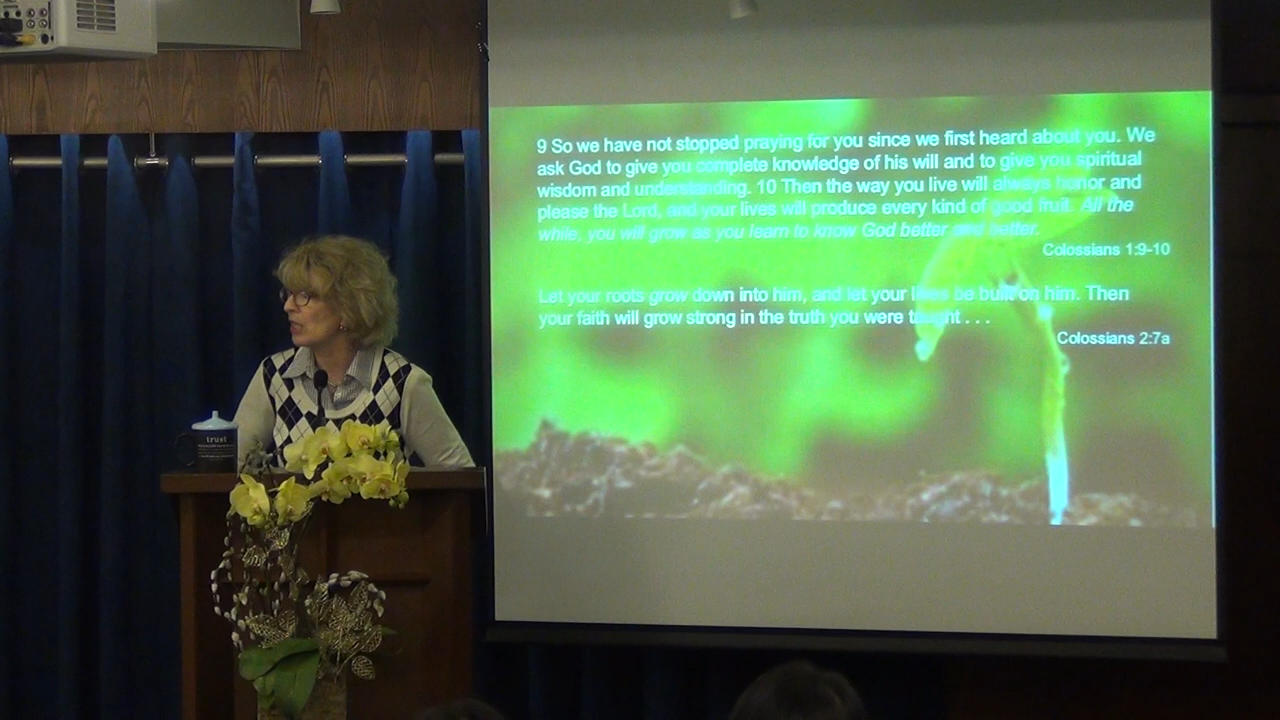 9 So we have not stopped praying for you since we first heard about you. We
ask God to give you complete knowledge of his will and to give you spiritual
wisdom and understanding. 10 Then the way you live will always honor and
please the Lord, and your lives will produce every kind of good fruit. All the
while, you will grow as you learn to know God better and better.
Colossians 1:9-10
Let your roots grow down into him, and let your lives be built on him. Then
your faith will grow strong in the truth you were taught . . .
Colossians 2:7a
trust